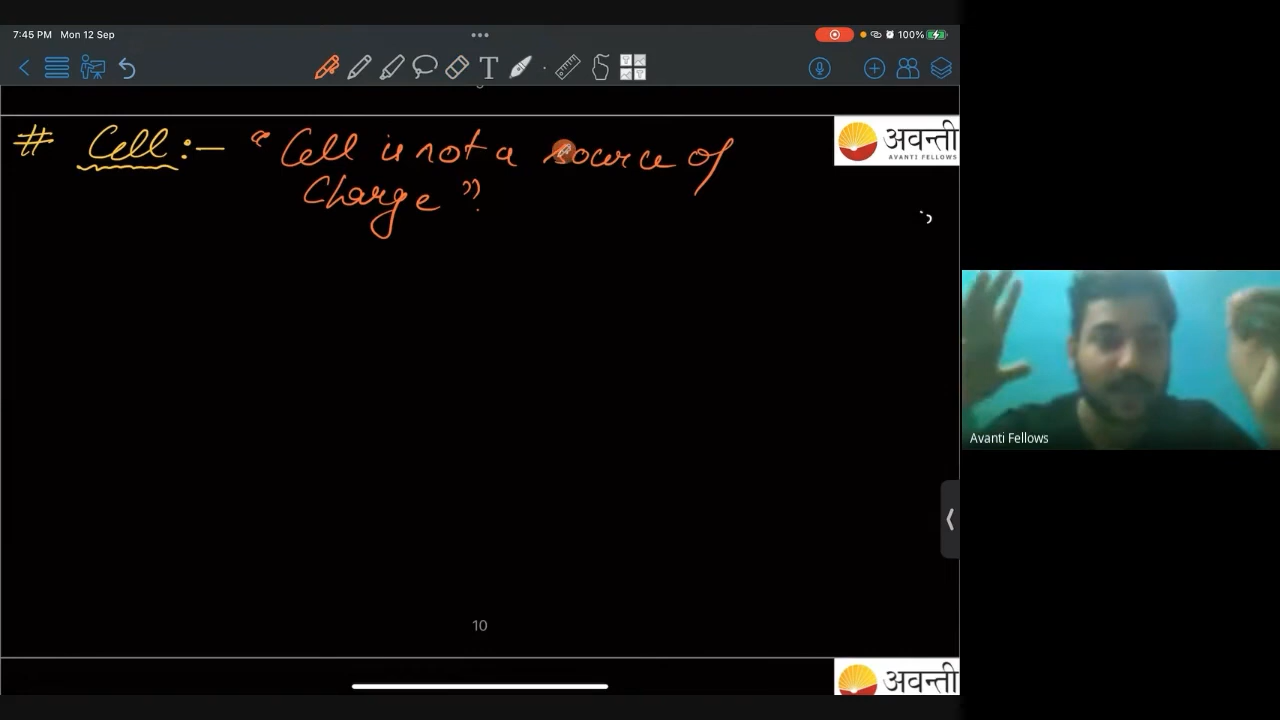 7:45 PM Mon 12 Sep
100%
T
# Cell :- "Cell is not a source of
Charge"
अवन्ती
AVANTI FELLOWS
Avanti Fellows
10
अवन्ती